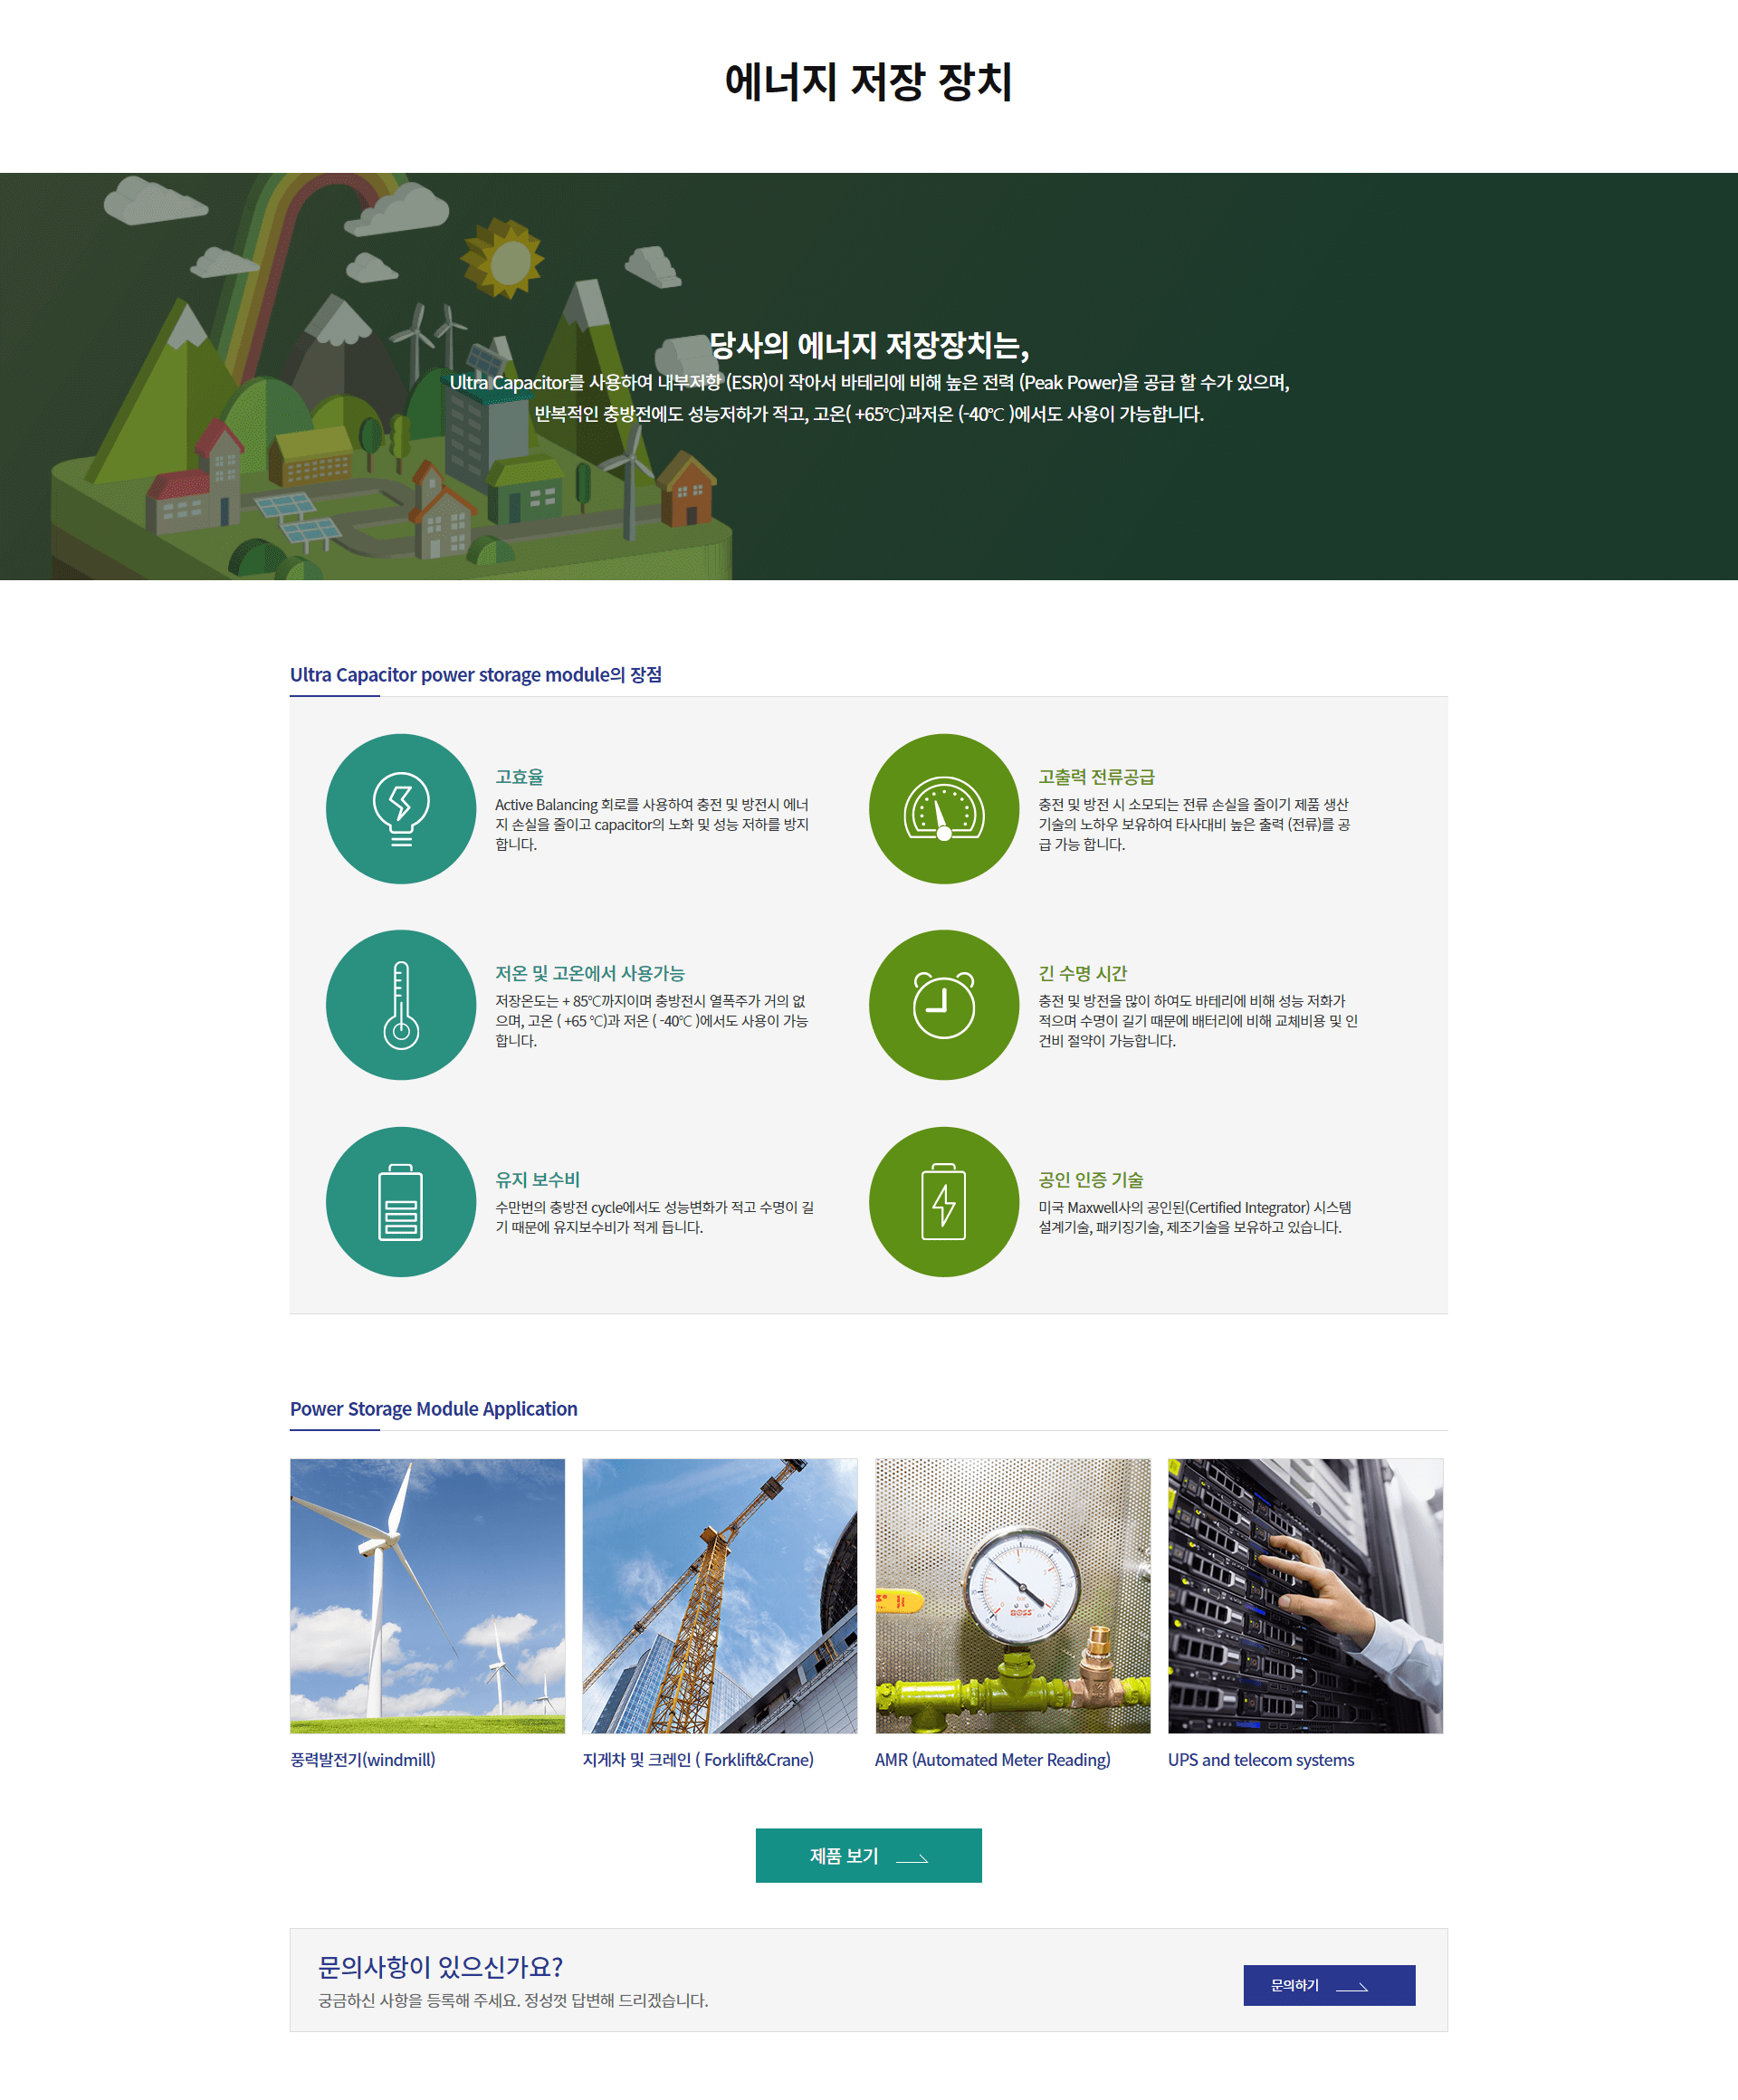 에너지 저장 장치
당사의 에너지 저장장치는,
Ultra Capacitor를 사용하여 내부저항 (ESR)이 작아서 바테리에 비해 높은 전력 (Peak Power)을 공급 할 수가 있으며,
반복적인 충방전에도 성능저하가 적고, 고온( +65℃)과저온 (-40℃ )에서도 사용이 가능합니다.
Ultra Capacitor power storage module의 장점
고효율
Active Balancing 회로를 사용하여 충전 및 방전시 에너
지 손실을 줄이고 capacitor의 노화 및 성능 저하를 방지
합니다.
고출력 전류공급
충전 및 방전 시 소모되는 전류 손실을 줄이기 제품 생산
기술의 노하우 보유하여 타사대비 높은 출력 (전류)를 공
급 가능 합니다.
저온 및 고온에서 사용가능
저장온도는 + 85℃까지이며 충방전시 열폭주가 거의 없
으며, 고온 ( +65 ℃)과 저온 ( -40℃ )에서도 사용이 가능
합니다.
긴 수명 시간
충전 및 방전을 많이 하여도 바테리에 비해 성능 저화가
적으며 수명이 길기 때문에 배터리에 비해 교체비용 및 인
건비 절약이 가능합니다.
유지 보수비
수만번의 충방전 cycle에서도 성능변화가 적고 수명이 길
기 때문에 유지보수비가 적게 듭니다.
공인 인증 기술
미국 Maxwell사의 공인된(Certified Integrator) 시스템
설계기술, 패키징기술, 제조기술을 보유하고 있습니다.
Power Storage Module Application
BOSS
풍력발전기(windmill)
지게차 및 크레인 ( Forklift&Crane)
AMR (Automated Meter Reading)
UPS and telecom systems
제품 보기
문의사항이 있으신가요?
궁금하신 사항을 등록해 주세요. 정성껏 답변해 드리겠습니다.
문의하기